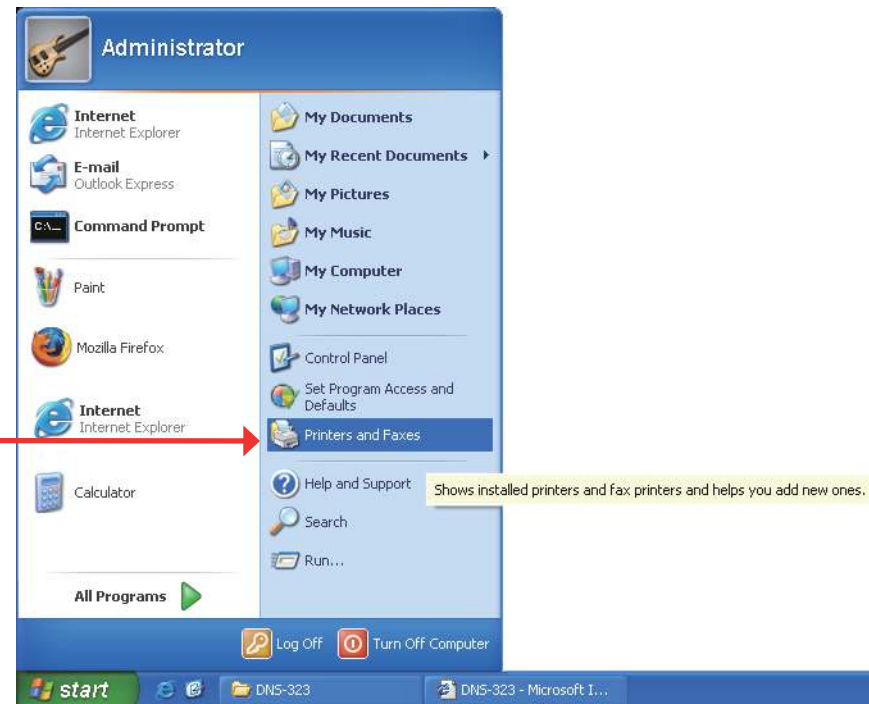 Administrator
Internet
Internet Explorer
E-mail
Outlook Express
C:\_
Command Prompt
Paint
Mozilla Firefox
Internet
Internet Explorer
Calculator
All Programs
My Documents
My Recent Documents
My Pictures
My Music
My Computer
My Network Places
Control Panel
Set Program Access and
Defaults
Printers and Faxes
Help and Support
Shows installed printers and fax printers and helps you add new ones.
Search
Run...
Log Off
Turn Off Computer
start
DNS-323
DNS-323 - Microsoft I...